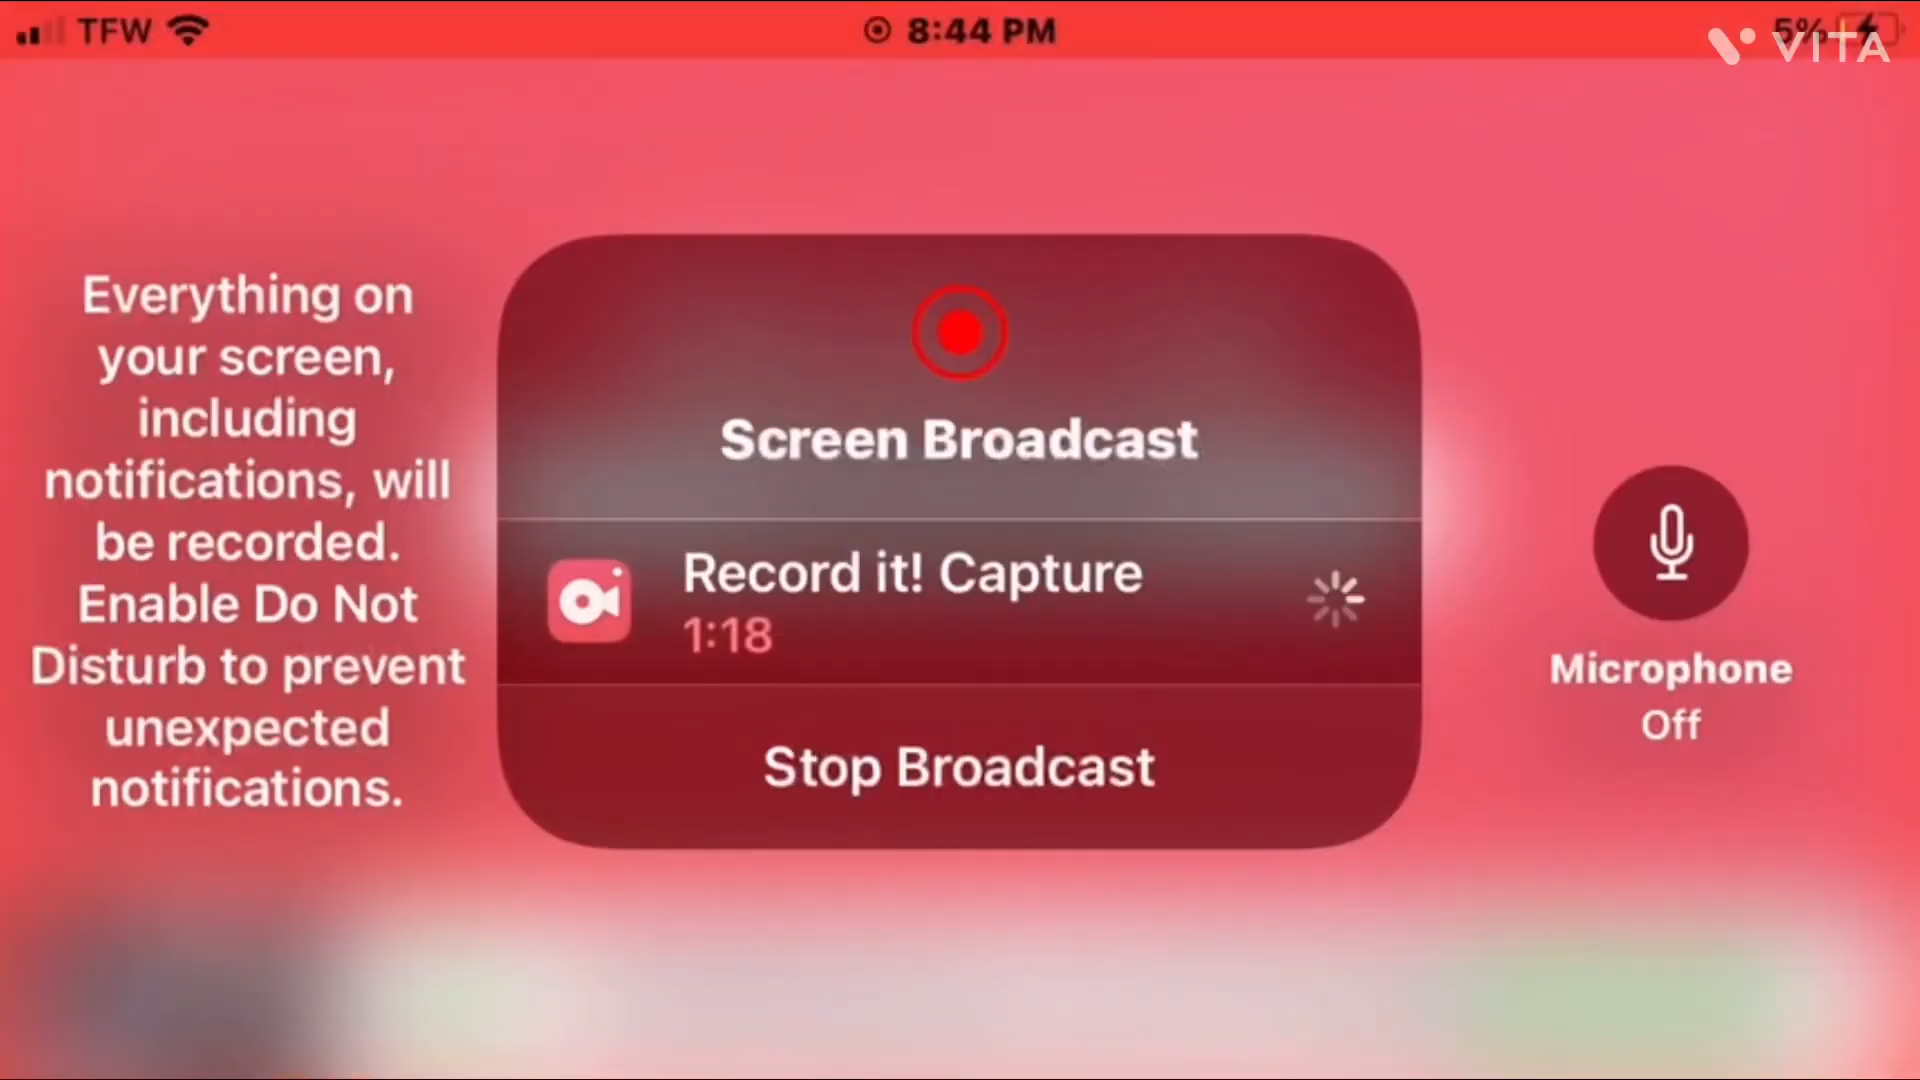 TFW
8:44 PM
5%
VITA
Everything on
your screen,
including
notifications, will
be recorded.
Enable Do Not
Disturb to prevent
unexpected
notifications.
Screen Broadcast
Record it! Capture
1:18
Stop Broadcast
Microphone
Off